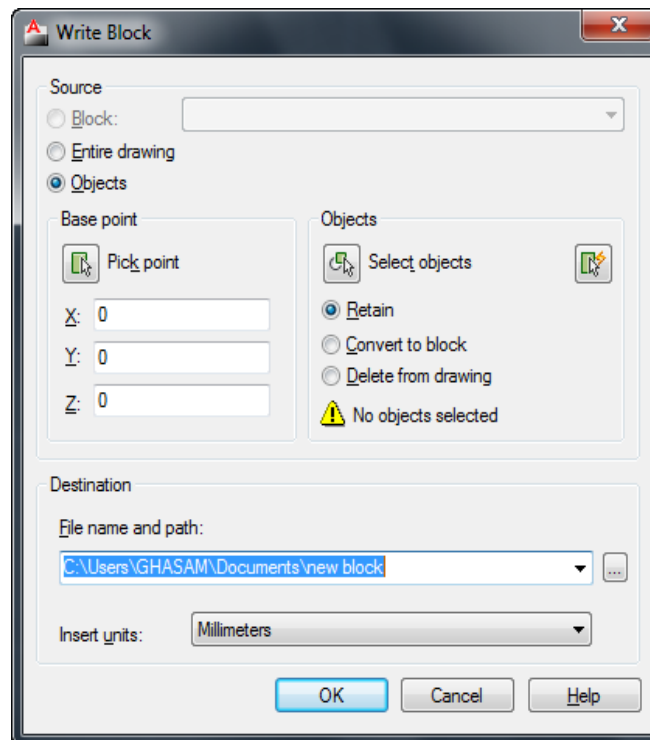 Write Block
Source
Block:
Entire drawing
Objects
Base point
Pick point
X: 0
Y: 0
Z: 0
Objects
Select objects
Retain
Convert to block
Delete from drawing
No objects selected
Destination
File name and path:
C:\Users\GHASAM\Documents\new block
...
Insert units: Millimeters
OK Cancel Help